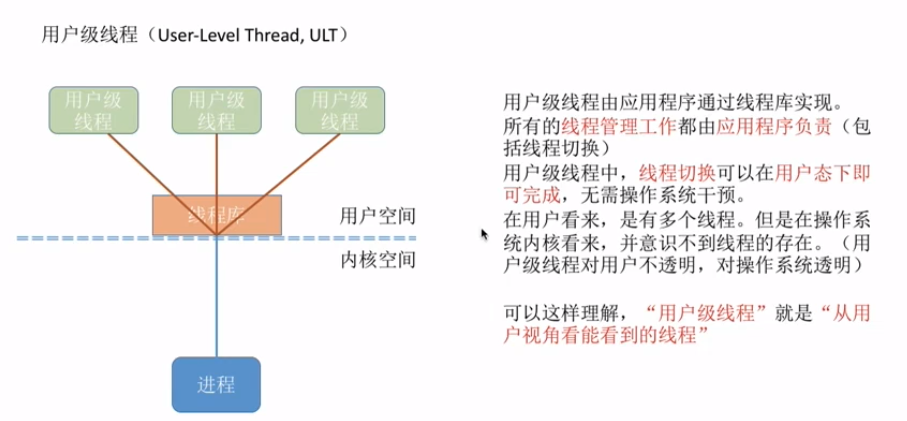 用户级线程（User-Level Thread, ULT）
用户级
线程
用户级
线程
用户级
线程
线程库
用户空间
内核空间
进程
用户级线程由应用程序通过线程库实现。
所有的线程管理工作都由应用程序负责（包
括线程切换）
用户级线程中，线程切换可以在用户态下即
可完成，无需操作系统干预。
在用户看来，是有多个线程。但是在操作系
统内核看来，并意识不到线程的存在。（用
户级线程对用户不透明，对操作系统透明）
可以这样理解，“用户级线程”就是“从用
户视角看能看到的线程”